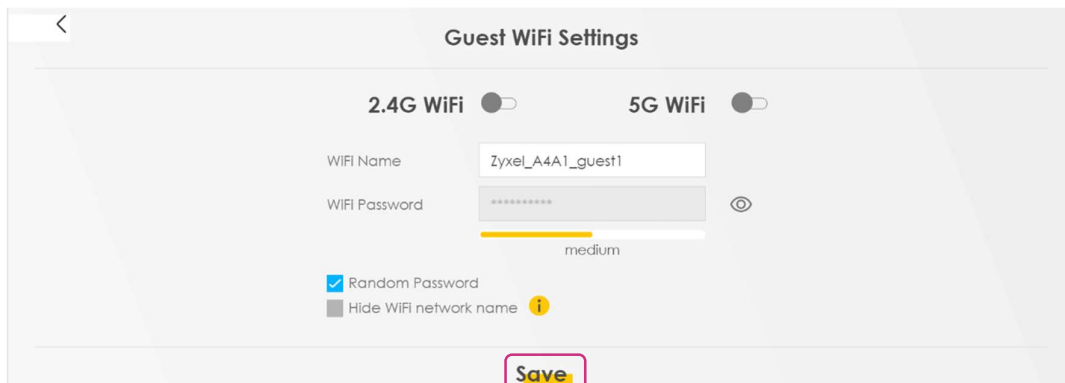 Guest WiFi Settings
2.4G WiFi 5G WiFi
WiFi Name Zyxel_A4A1_guest1
WiFi Password **********
medium
Random Password
Hide WiFi network name i
Save